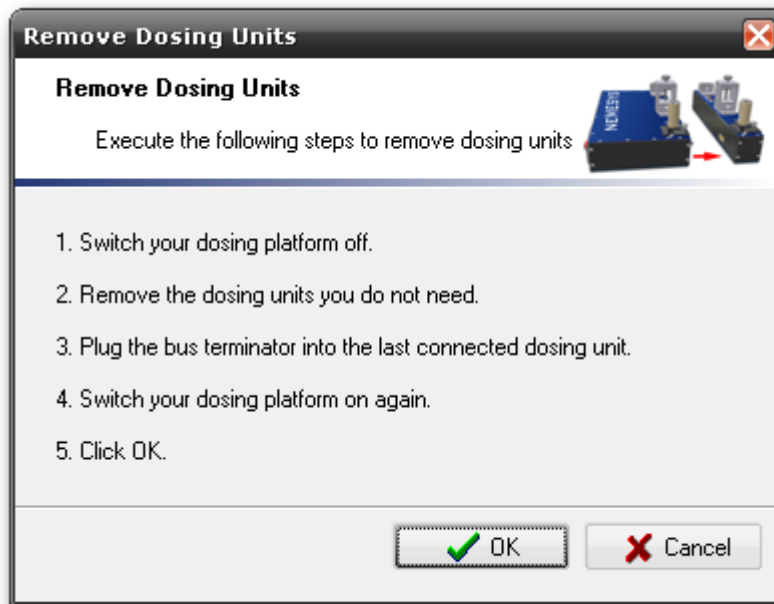 Remove Dosing Units
Remove Dosing Units
Execute the following steps to remove dosing units
NEMESYS
1. Switch your dosing platform off.
2. Remove the dosing units you do not need.
3. Plug the bus terminator into the last connected dosing unit.
4. Switch your dosing platform on again.
5. Click OK.
OK
Cancel